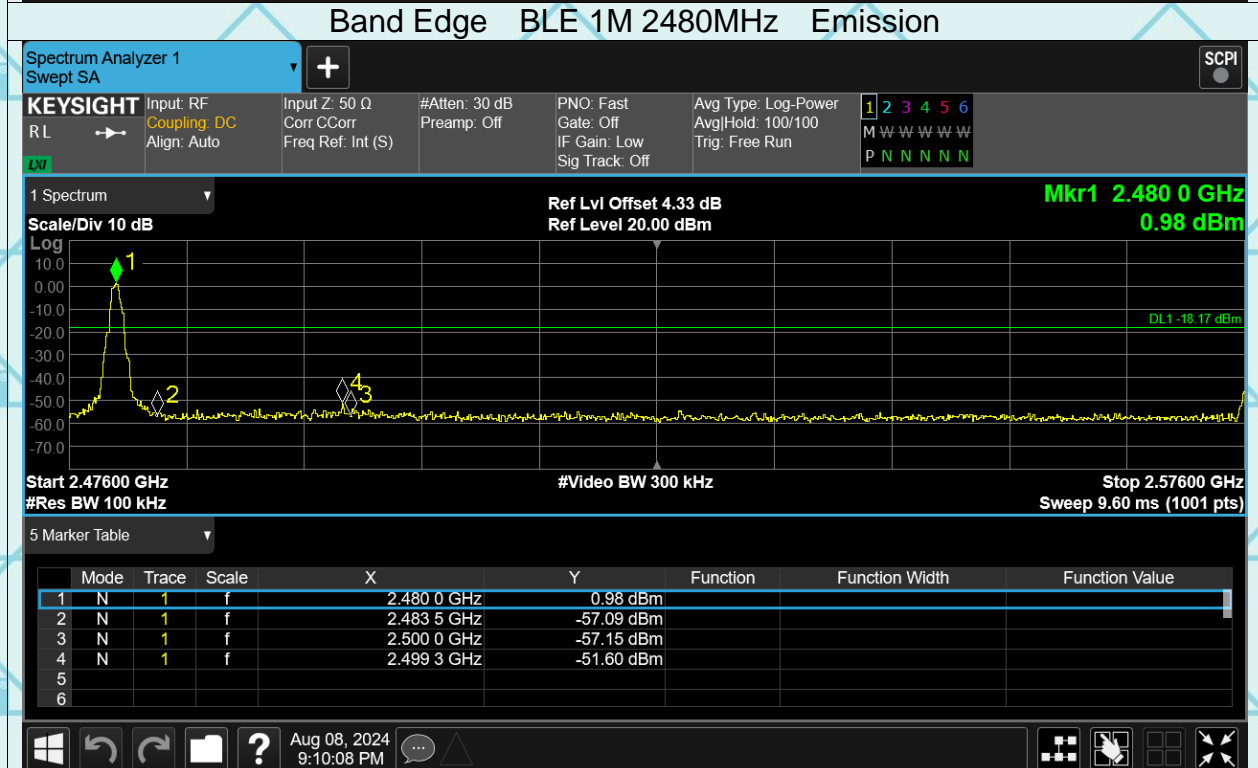 Band Edge BLE 1M 2480MHz Emission
Spectrum Analyzer 1
Swept SA
+
SCPI
KEYSIGHT
RL
LXI
Input: RF
Coupling: DC
Align: Auto
Input Z: 50 Ω
Corr CCorr
Freq Ref: Int (S)
#Atten: 30 dB
Preamp: Off
PNO: Fast
Gate: Off
IF Gain: Low
Sig Track: Off
Avg Type: Log-Power
Avg|Hold: 100/100
Trig: Free Run
1 2 3 4 5 6
M W W W W W
P N N N N N
1 Spectrum
Scale/Div 10 dB
Ref Lvl Offset 4.33 dB
Ref Level 20.00 dBm
Mkr1 2.480 0 GHz
0.98 dBm
Log
10.0
0.00
-10.0
-20.0
-30.0
-40.0
-50.0
-60.0
-70.0
1
2
4
3
DL1 -18.17 dBm
Start 2.47600 GHz
#Res BW 100 kHz
#Video BW 300 kHz
Stop 2.57600 GHz
Sweep 9.60 ms (1001 pts)
5 Marker Table
Mode Trace Scale X Y Function Function Width Function Value
1 N 1 f 2.480 0 GHz 0.98 dBm
2 N 1 f 2.483 5 GHz -57.09 dBm
3 N 1 f 2.500 0 GHz -57.15 dBm
4 N 1 f 2.499 3 GHz -51.60 dBm
5
6
?
Aug 08, 2024
9:10:08 PM